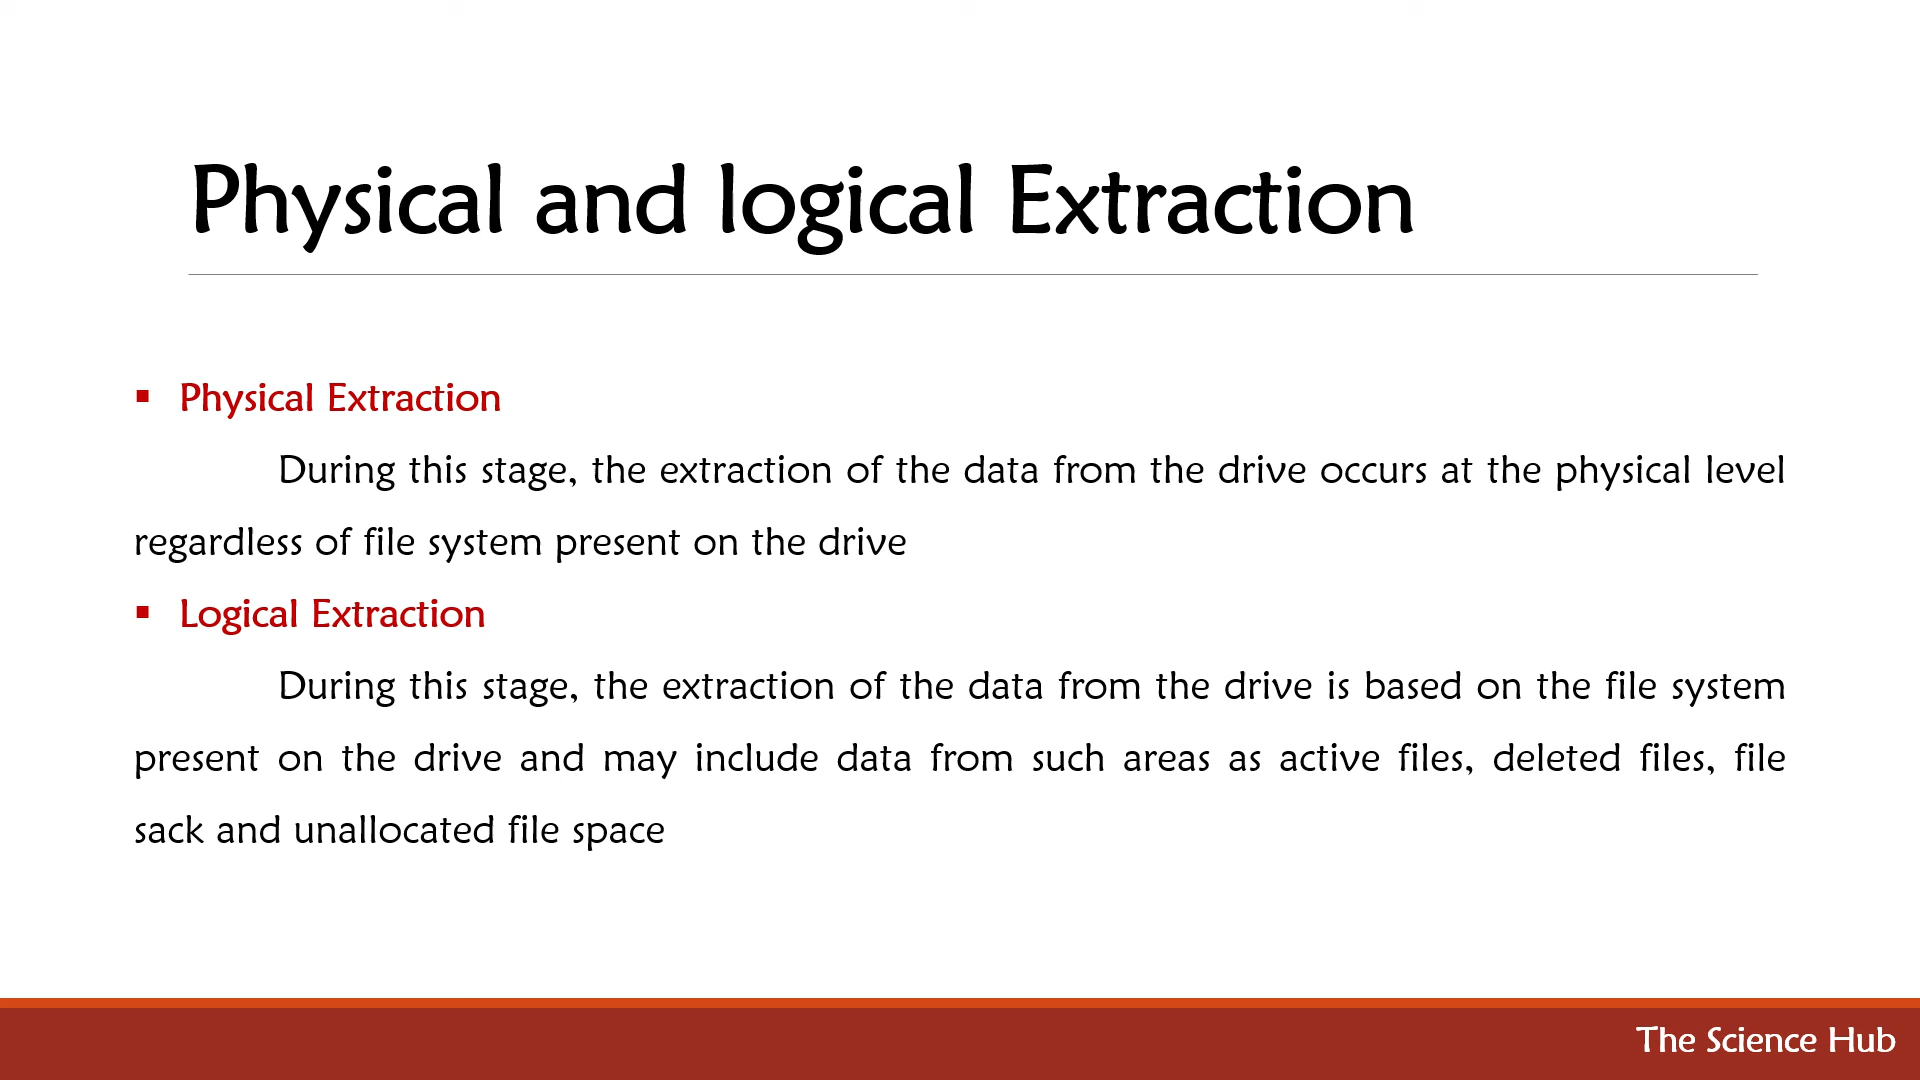 Physical and logical Extraction
▪ Physical Extraction
During this stage, the extraction of the data from the drive occurs at the physical level
regardless of file system present on the drive
▪ Logical Extraction
During this stage, the extraction of the data from the drive is based on the file system
present on the drive and may include data from such areas as active files, deleted files, file
sack and unallocated file space
The Science Hub